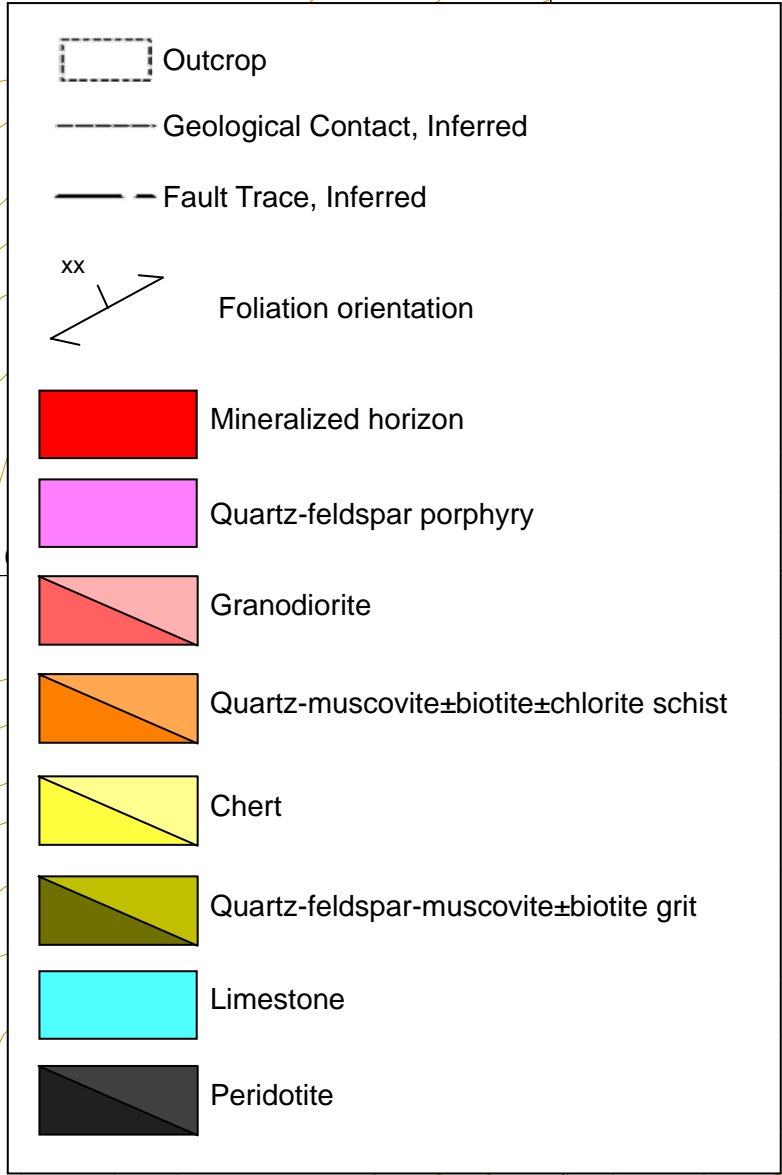 Outcrop
Geological Contact, Inferred
Fault Trace, Inferred
xx
Foliation orientation
Mineralized horizon
Quartz-feldspar porphyry
Granodiorite
Quartz-muscovite±biotite±chlorite schist
Chert
Quartz-feldspar-muscovite±biotite grit
Limestone
Peridotite